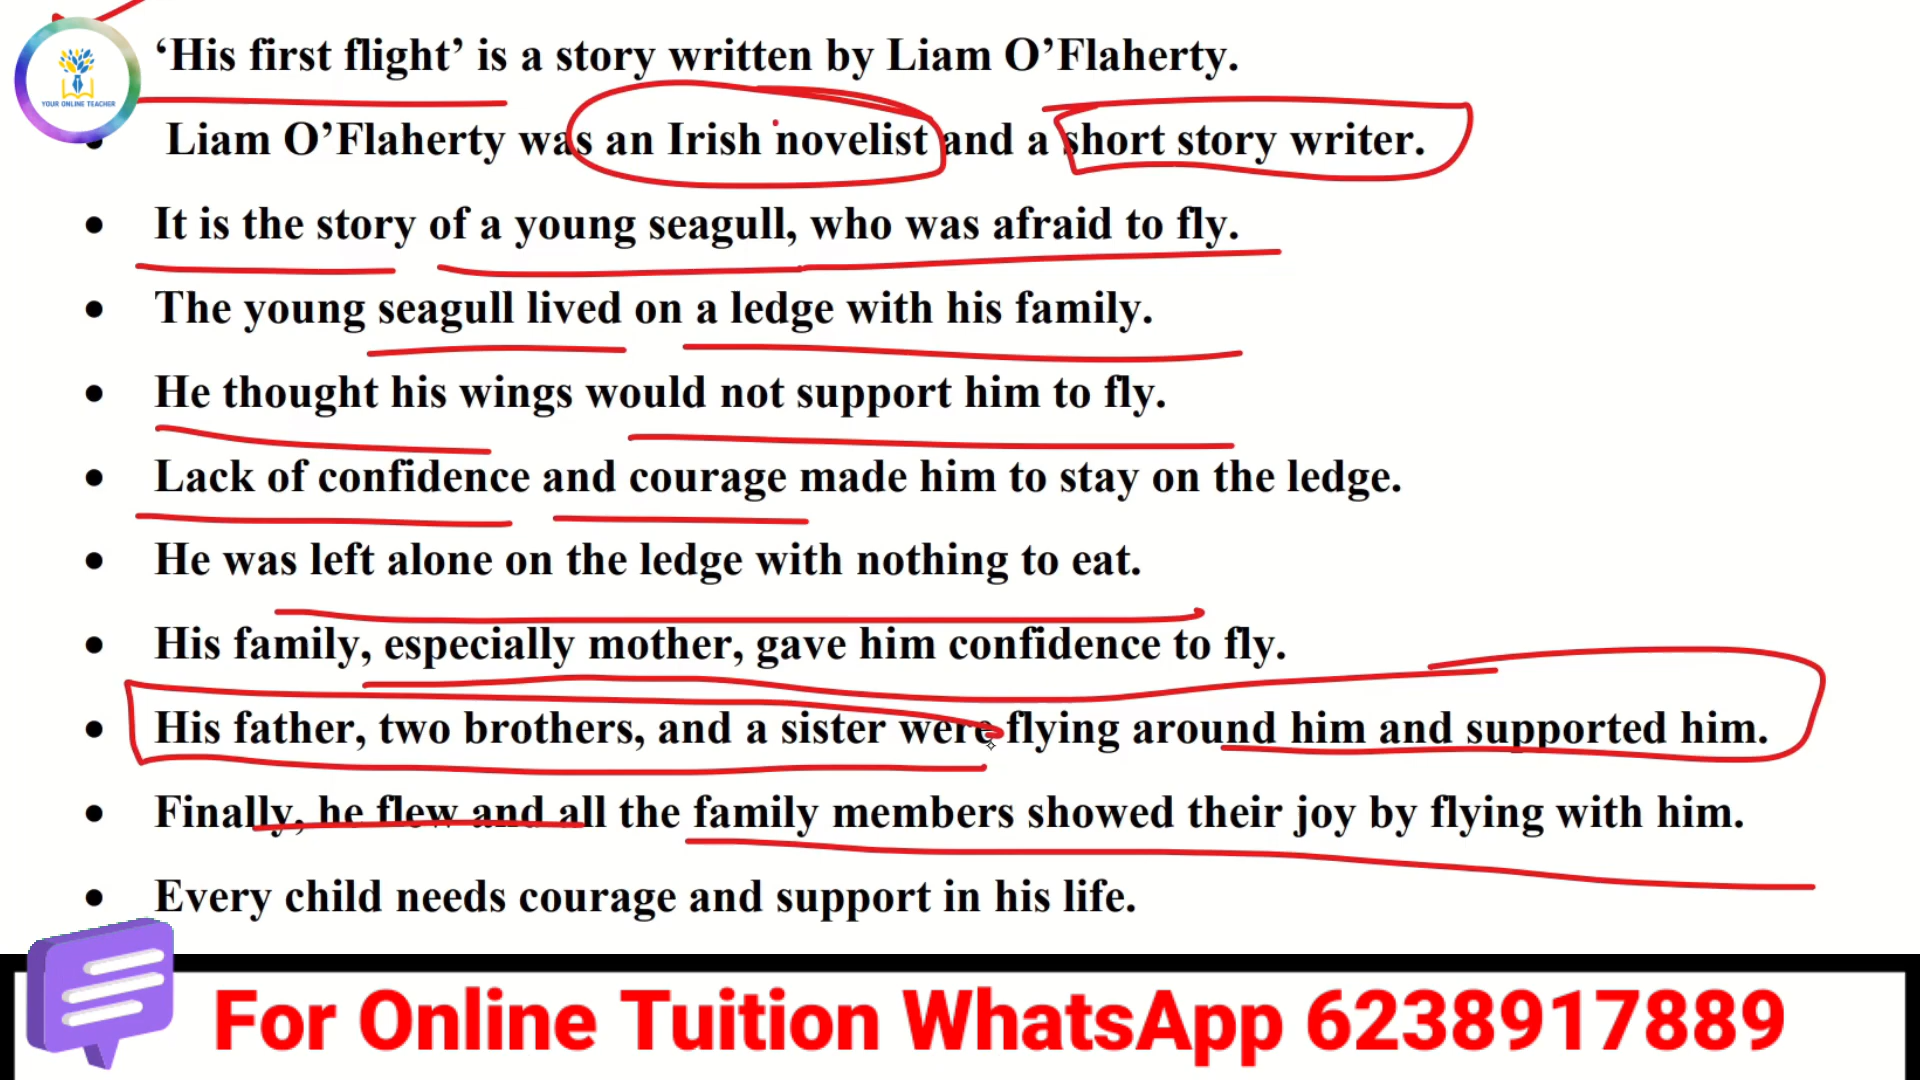 ‘His first flight’ is a story written by Liam O’Flaherty.
YOUR ONLINE TEACHER
• Liam O’Flaherty was an Irish novelist and a short story writer.
• It is the story of a young seagull, who was afraid to fly.
• The young seagull lived on a ledge with his family.
• He thought his wings would not support him to fly.
• Lack of confidence and courage made him to stay on the ledge.
• He was left alone on the ledge with nothing to eat.
• His family, especially mother, gave him confidence to fly.
• His father, two brothers, and a sister were flying around him and supported him.
• Finally, he flew and all the family members showed their joy by flying with him.
• Every child needs courage and support in his life.
For Online Tuition WhatsApp 6238917889